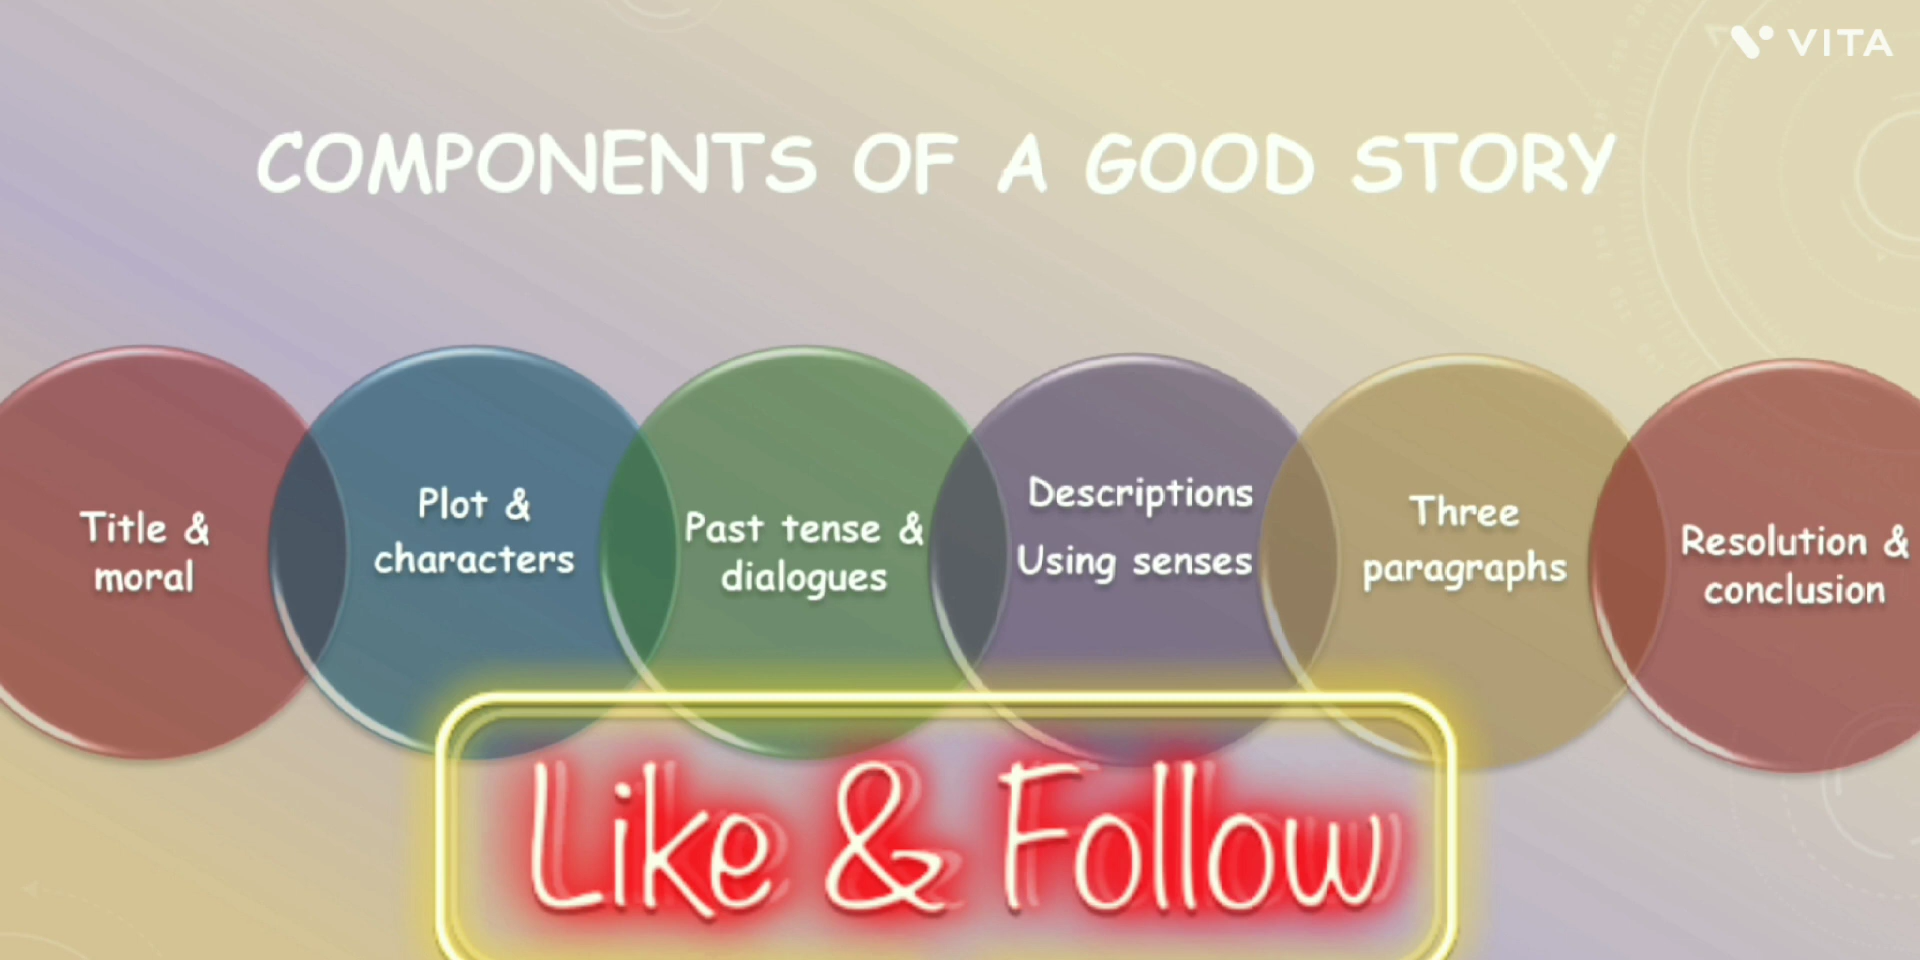 VITA
COMPONENTS OF A GOOD STORY
Title &
moral
Plot &
characters
Past tense &
dialogues
Descriptions
Using senses
Three
paragraphs
Resolution &
conclusion
Like & Follow